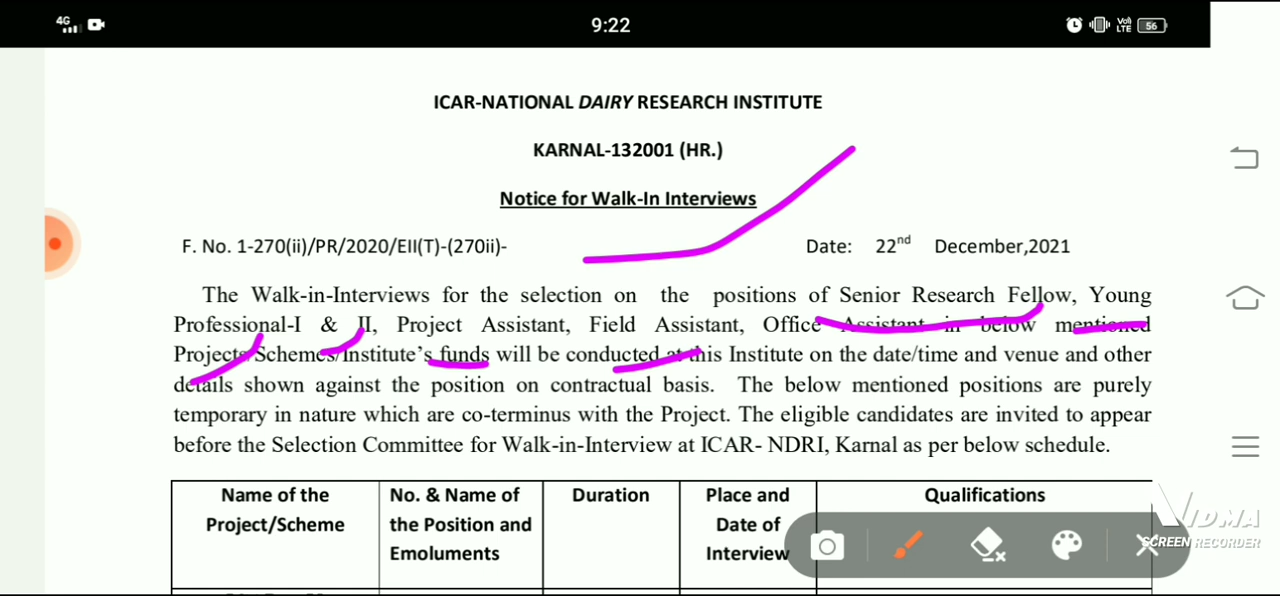 4G
9:22
Vo))
LTE
56
ICAR-NATIONAL DAIRY RESEARCH INSTITUTE
KARNAL-132001 (HR.)
Notice for Walk-In Interviews
F. No. 1-270(ii)/PR/2020/EII(T)-(270ii)- Date: 22nd December,2021
The Walk-in-Interviews for the selection on the positions of Senior Research Fellow, Young
Professional-I & II, Project Assistant, Field Assistant, Office Assistant in below mentioned
Projects/Schemes/Institute's funds will be conducted at this Institute on the date/time and venue and other
details shown against the position on contractual basis. The below mentioned positions are purely
temporary in nature which are co-terminus with the Project. The eligible candidates are invited to appear
before the Selection Committee for Walk-in-Interview at ICAR- NDRI, Karnal as per below schedule.
Name of the
Project/Scheme
No. & Name of
the Position and
Emoluments
Duration
Place and
Date of
Interview
Qualifications
VIDMA
SCREEN RECORDER